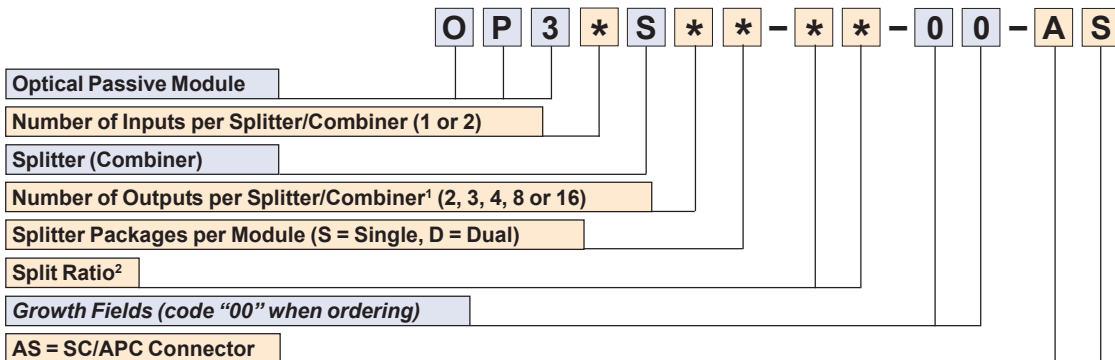 O P 3 * S * * – * * – 0 0 – A S
Optical Passive Module
Number of Inputs per Splitter/Combiner (1 or 2)
Splitter (Combiner)
Number of Outputs per Splitter/Combiner¹ (2, 3, 4, 8 or 16)
Splitter Packages per Module (S = Single, D = Dual)
Split Ratio²
Growth Fields (code “00” when ordering)
AS = SC/APC Connector